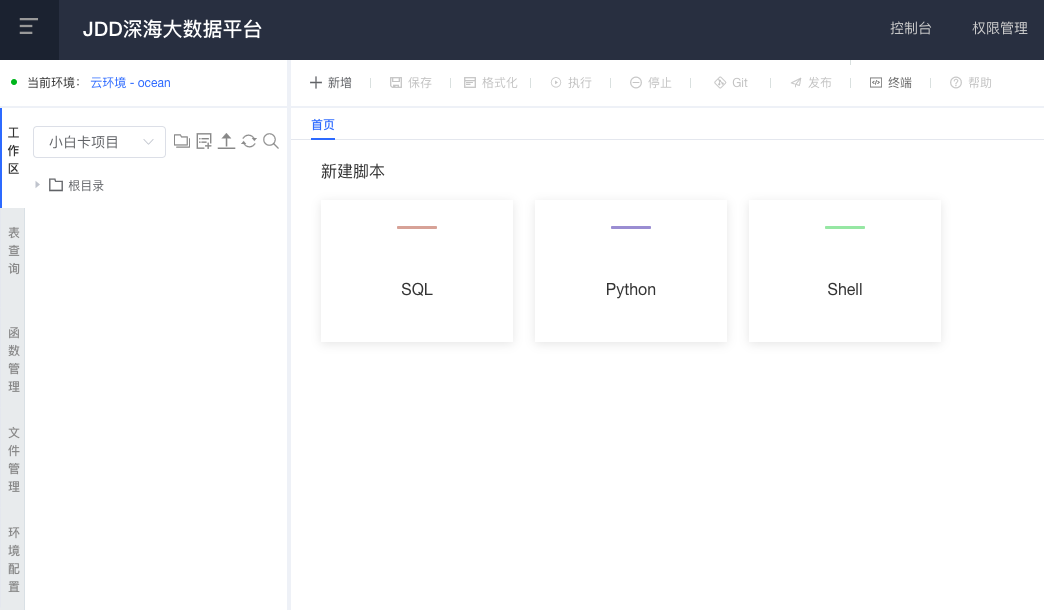 JDD深海大数据平台
控制台
权限管理
当前环境：
云环境 - ocean
新增
保存
格式化
执行
停止
Git
发布
终端
帮助
工作区
小白卡项目
根目录
表查询
函数管理
文件管理
环境配置
首页
新建脚本
SQL
Python
Shell